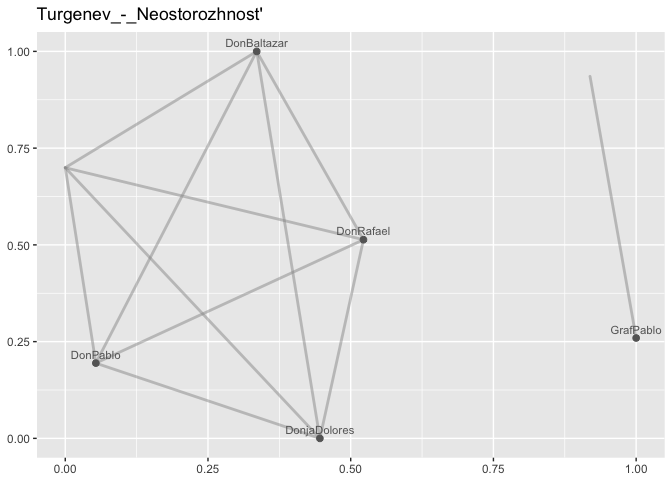 Turgenev_-_Neostorozhnost'
DonBaltazar
1.00
0.75
DonRafael
0.50
GrafPablo
DonPablo
0.25
DonjaDolores
0.00
0.00 0.25 0.50 0.75 1.00